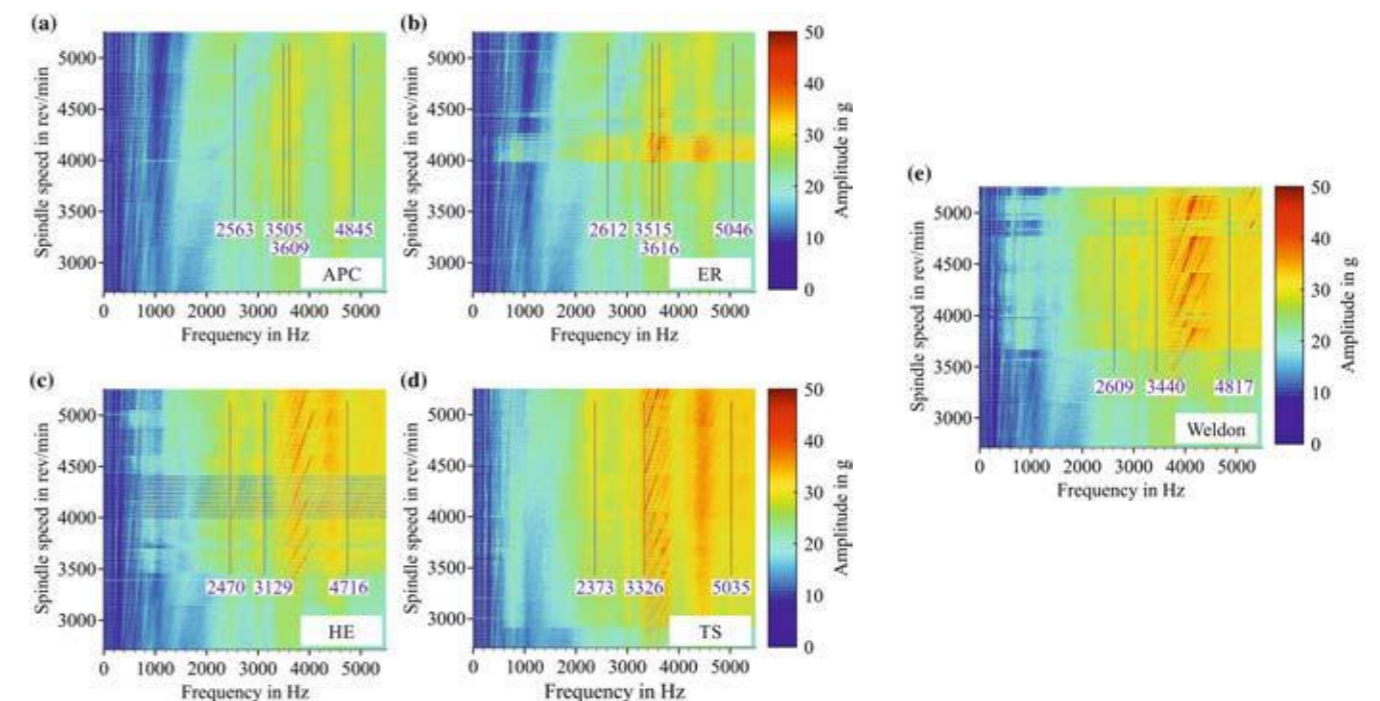 (a)
5000
4500
4000
3500
3000
Spindle speed in rev/min
2563 3505 4845
3609
APC
0 1000 2000 3000 4000 5000
Frequency in Hz
(b)
5000
4500
4000
3500
3000
Spindle speed in rev/min
2612 3515 5046
3616
ER
0 1000 2000 3000 4000 5000
Frequency in Hz
50
40
30
20
10
0
Amplitude in g
(c)
5000
4500
4000
3500
3000
Spindle speed in rev/min
2470 3129 4716
HE
0 1000 2000 3000 4000 5000
Frequency in Hz
(d)
5000
4500
4000
3500
3000
Spindle speed in rev/min
2373 3326 5035
TS
0 1000 2000 3000 4000 5000
Frequency in Hz
50
40
30
20
10
0
Amplitude in g
(e)
5000
4500
4000
3500
3000
Spindle speed in rev/min
2609 3440 4817
Weldon
0 1000 2000 3000 4000 5000
Frequency in Hz
50
40
30
20
10
0
Amplitude in g